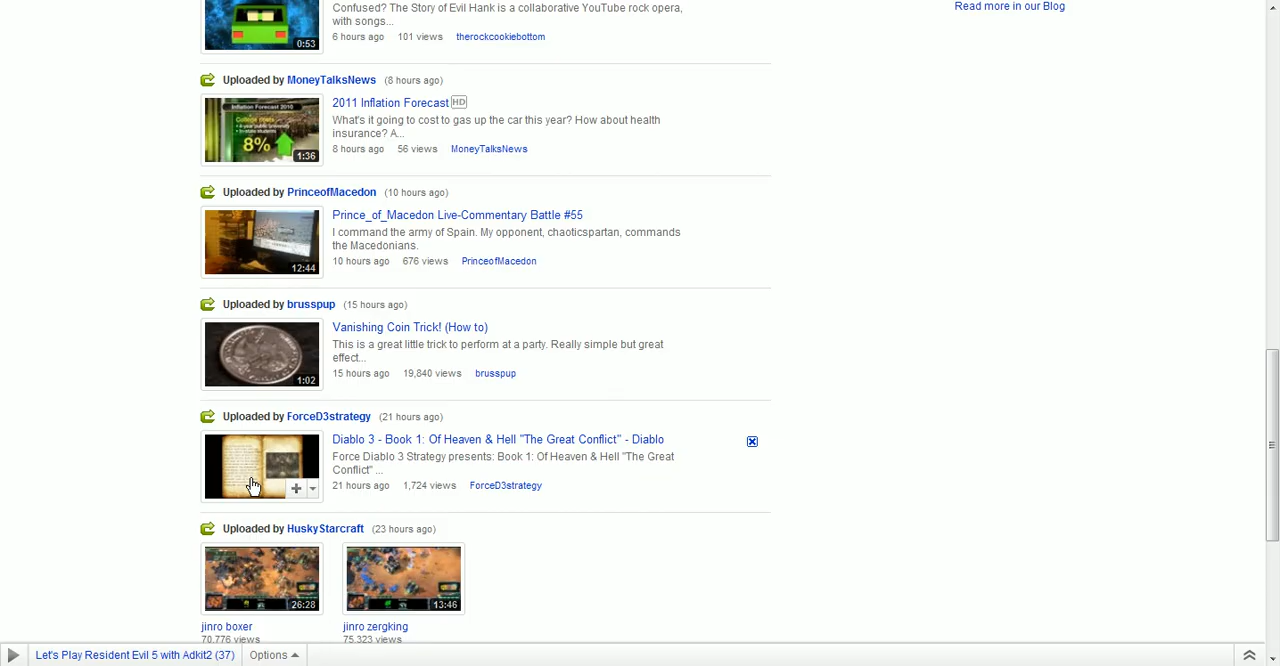 Read more in our Blog
Confused? The Story of Evil Hank is a collaborative YouTube rock opera,
with songs...
0:53
6 hours ago 101 views therockcookiebottom
Uploaded by MoneyTalksNews (8 hours ago)
Inflation Forecast 2010
8%
1:36
2011 Inflation Forecast HD
What's it going to cost to gas up the car this year? How about health
insurance? A...
8 hours ago 56 views MoneyTalksNews
Uploaded by PrinceofMacedon (10 hours ago)
12:44
Prince_of_Macedon Live-Commentary Battle #55
I command the army of Spain. My opponent, chaoticspartan, commands
the Macedonians.
10 hours ago 676 views PrinceofMacedon
Uploaded by brusspup (15 hours ago)
1:02
Vanishing Coin Trick! (How to)
This is a great little trick to perform at a party. Really simple but great
effect...
15 hours ago 19,840 views brusspup
Uploaded by ForceD3strategy (21 hours ago)
Diablo 3 - Book 1: Of Heaven & Hell "The Great Conflict" - Diablo
Force Diablo 3 Strategy presents: Book 1: Of Heaven & Hell "The Great
Conflict" ...
21 hours ago 1,724 views ForceD3strategy
Uploaded by HuskyStarcraft (23 hours ago)
26:28 13:46
jinro boxer jinro zergking
70,776 views 75,323 views
Let's Play Resident Evil 5 with Adkit2 (37) Options